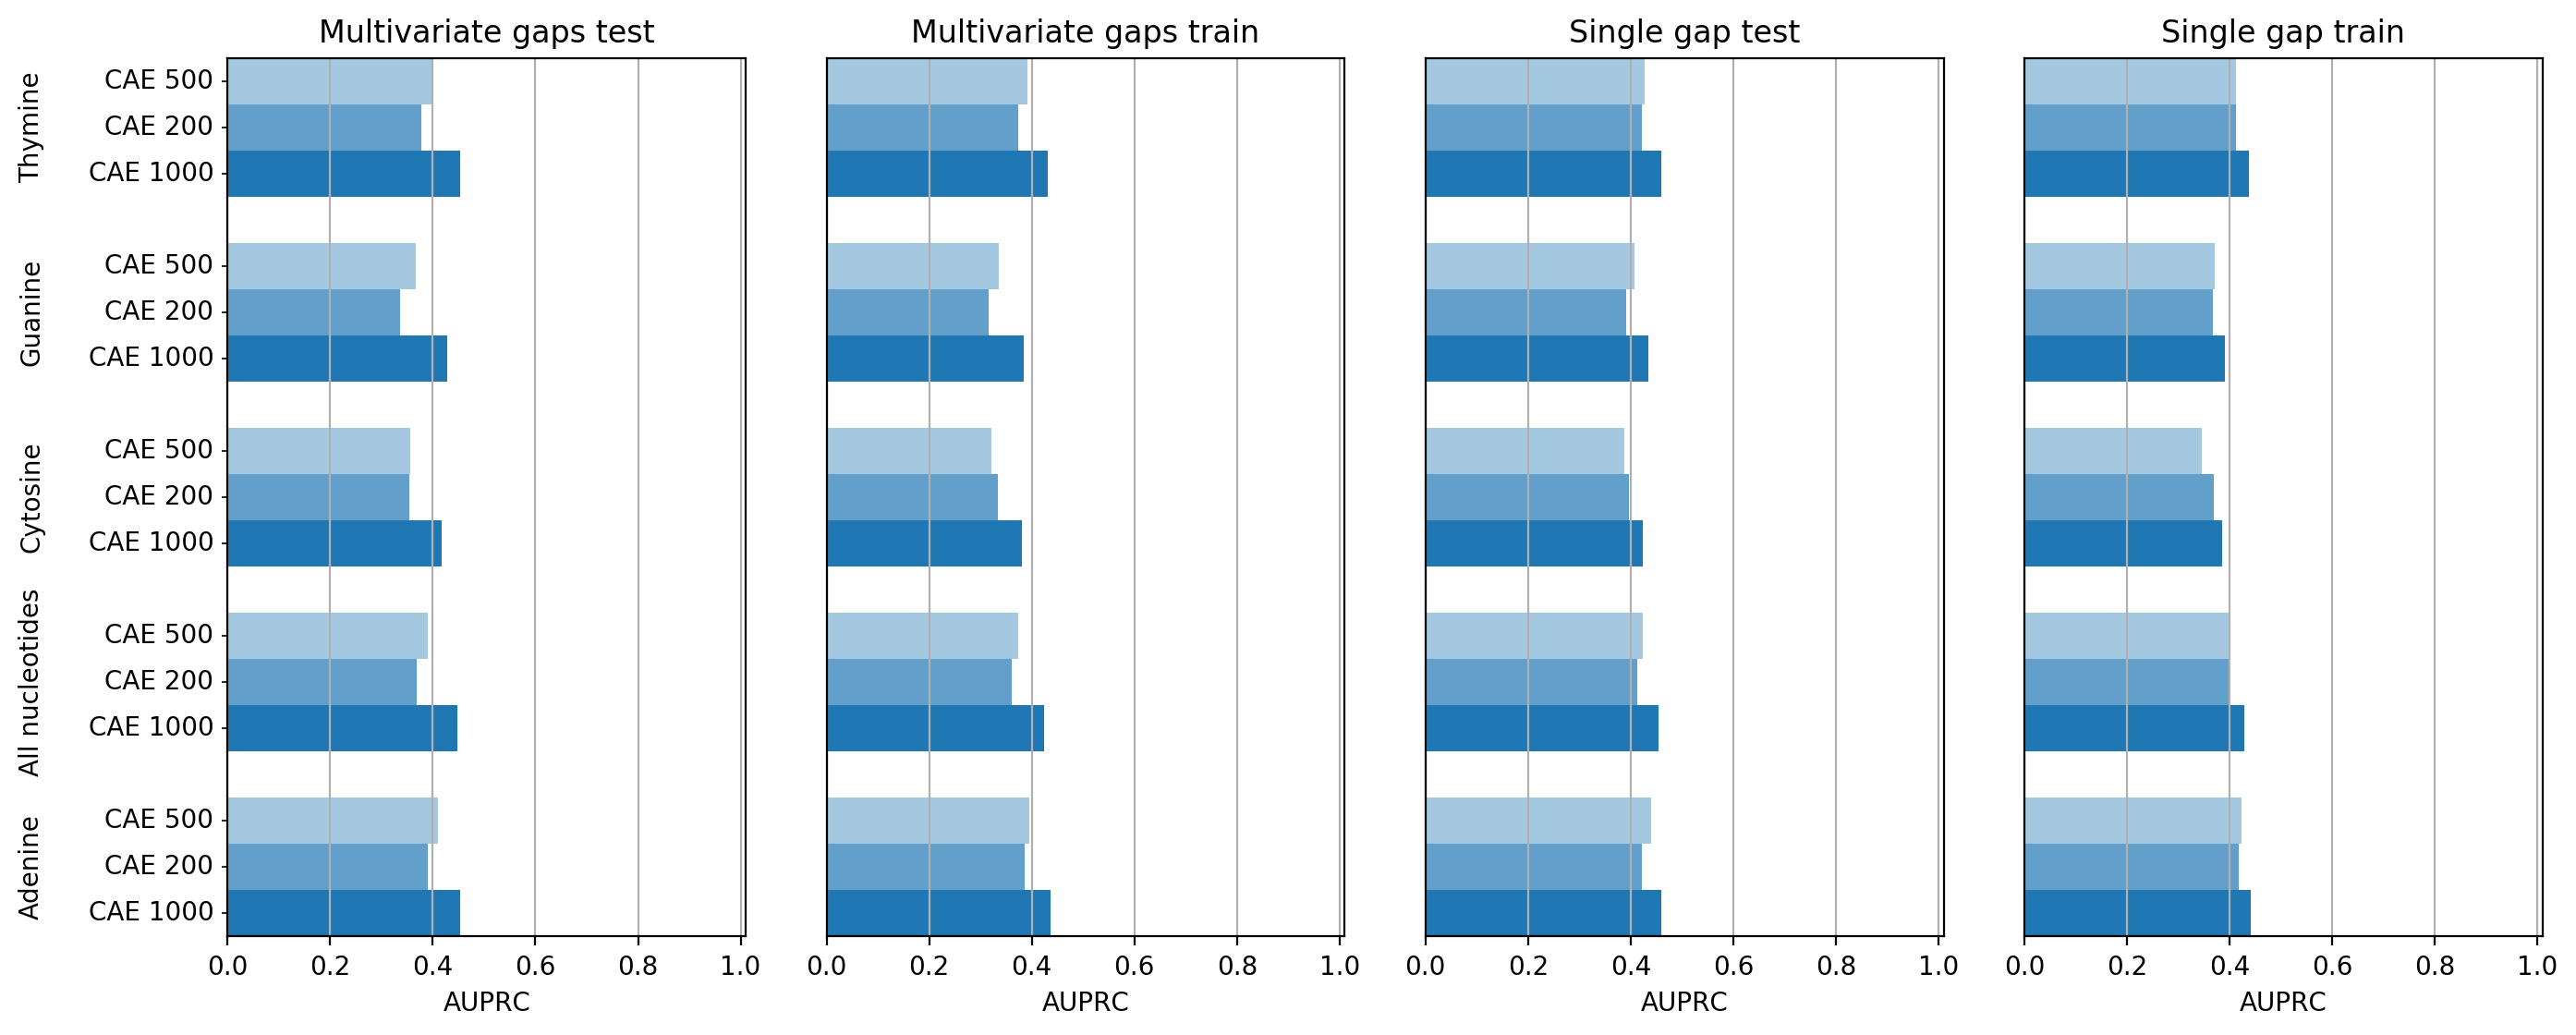 Multivariate gaps test
Multivariate gaps train
Single gap test
Single gap train
Thymine
CAE 500
CAE 200
CAE 1000
Guanine
CAE 500
CAE 200
CAE 1000
Cytosine
CAE 500
CAE 200
CAE 1000
All nucleotides
CAE 500
CAE 200
CAE 1000
Adenine
CAE 500
CAE 200
CAE 1000
0.0 0.2 0.4 0.6 0.8 1.0
0.0 0.2 0.4 0.6 0.8 1.0
0.0 0.2 0.4 0.6 0.8 1.0
0.0 0.2 0.4 0.6 0.8 1.0
AUPRC
AUPRC
AUPRC
AUPRC